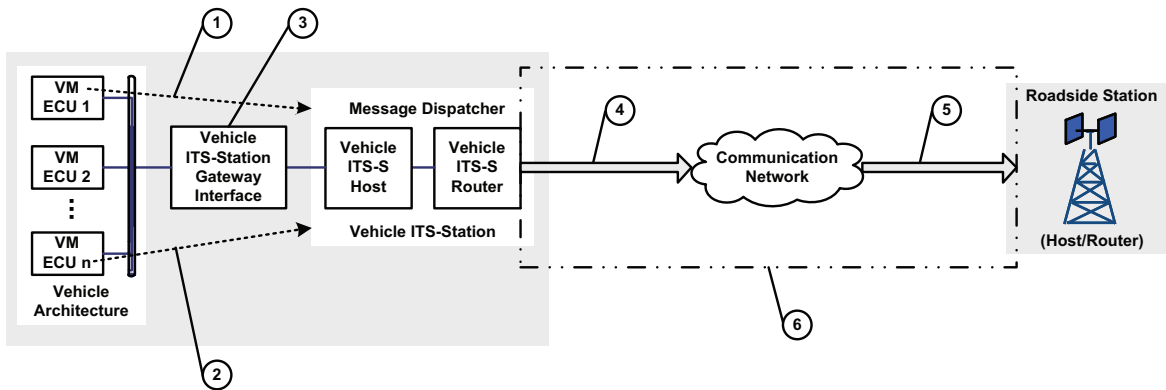 1
3
VM
ECU 1
VM
ECU 2
VM
ECU n
Vehicle
Architecture
Vehicle
ITS-Station
Gateway
Interface
Message Dispatcher
Vehicle
ITS-S
Host
Vehicle
ITS-S
Router
Vehicle ITS-Station
2
4
Communication
Network
5
6
Roadside Station
(Host/Router)